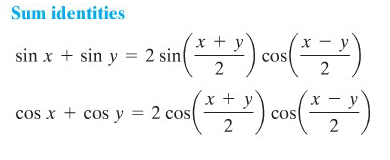 Sum identities
sin x + sin y = 2 sin((x + y)/2) cos((x − y)/2)
cos x + cos y = 2 cos((x + y)/2) cos((x − y)/2)